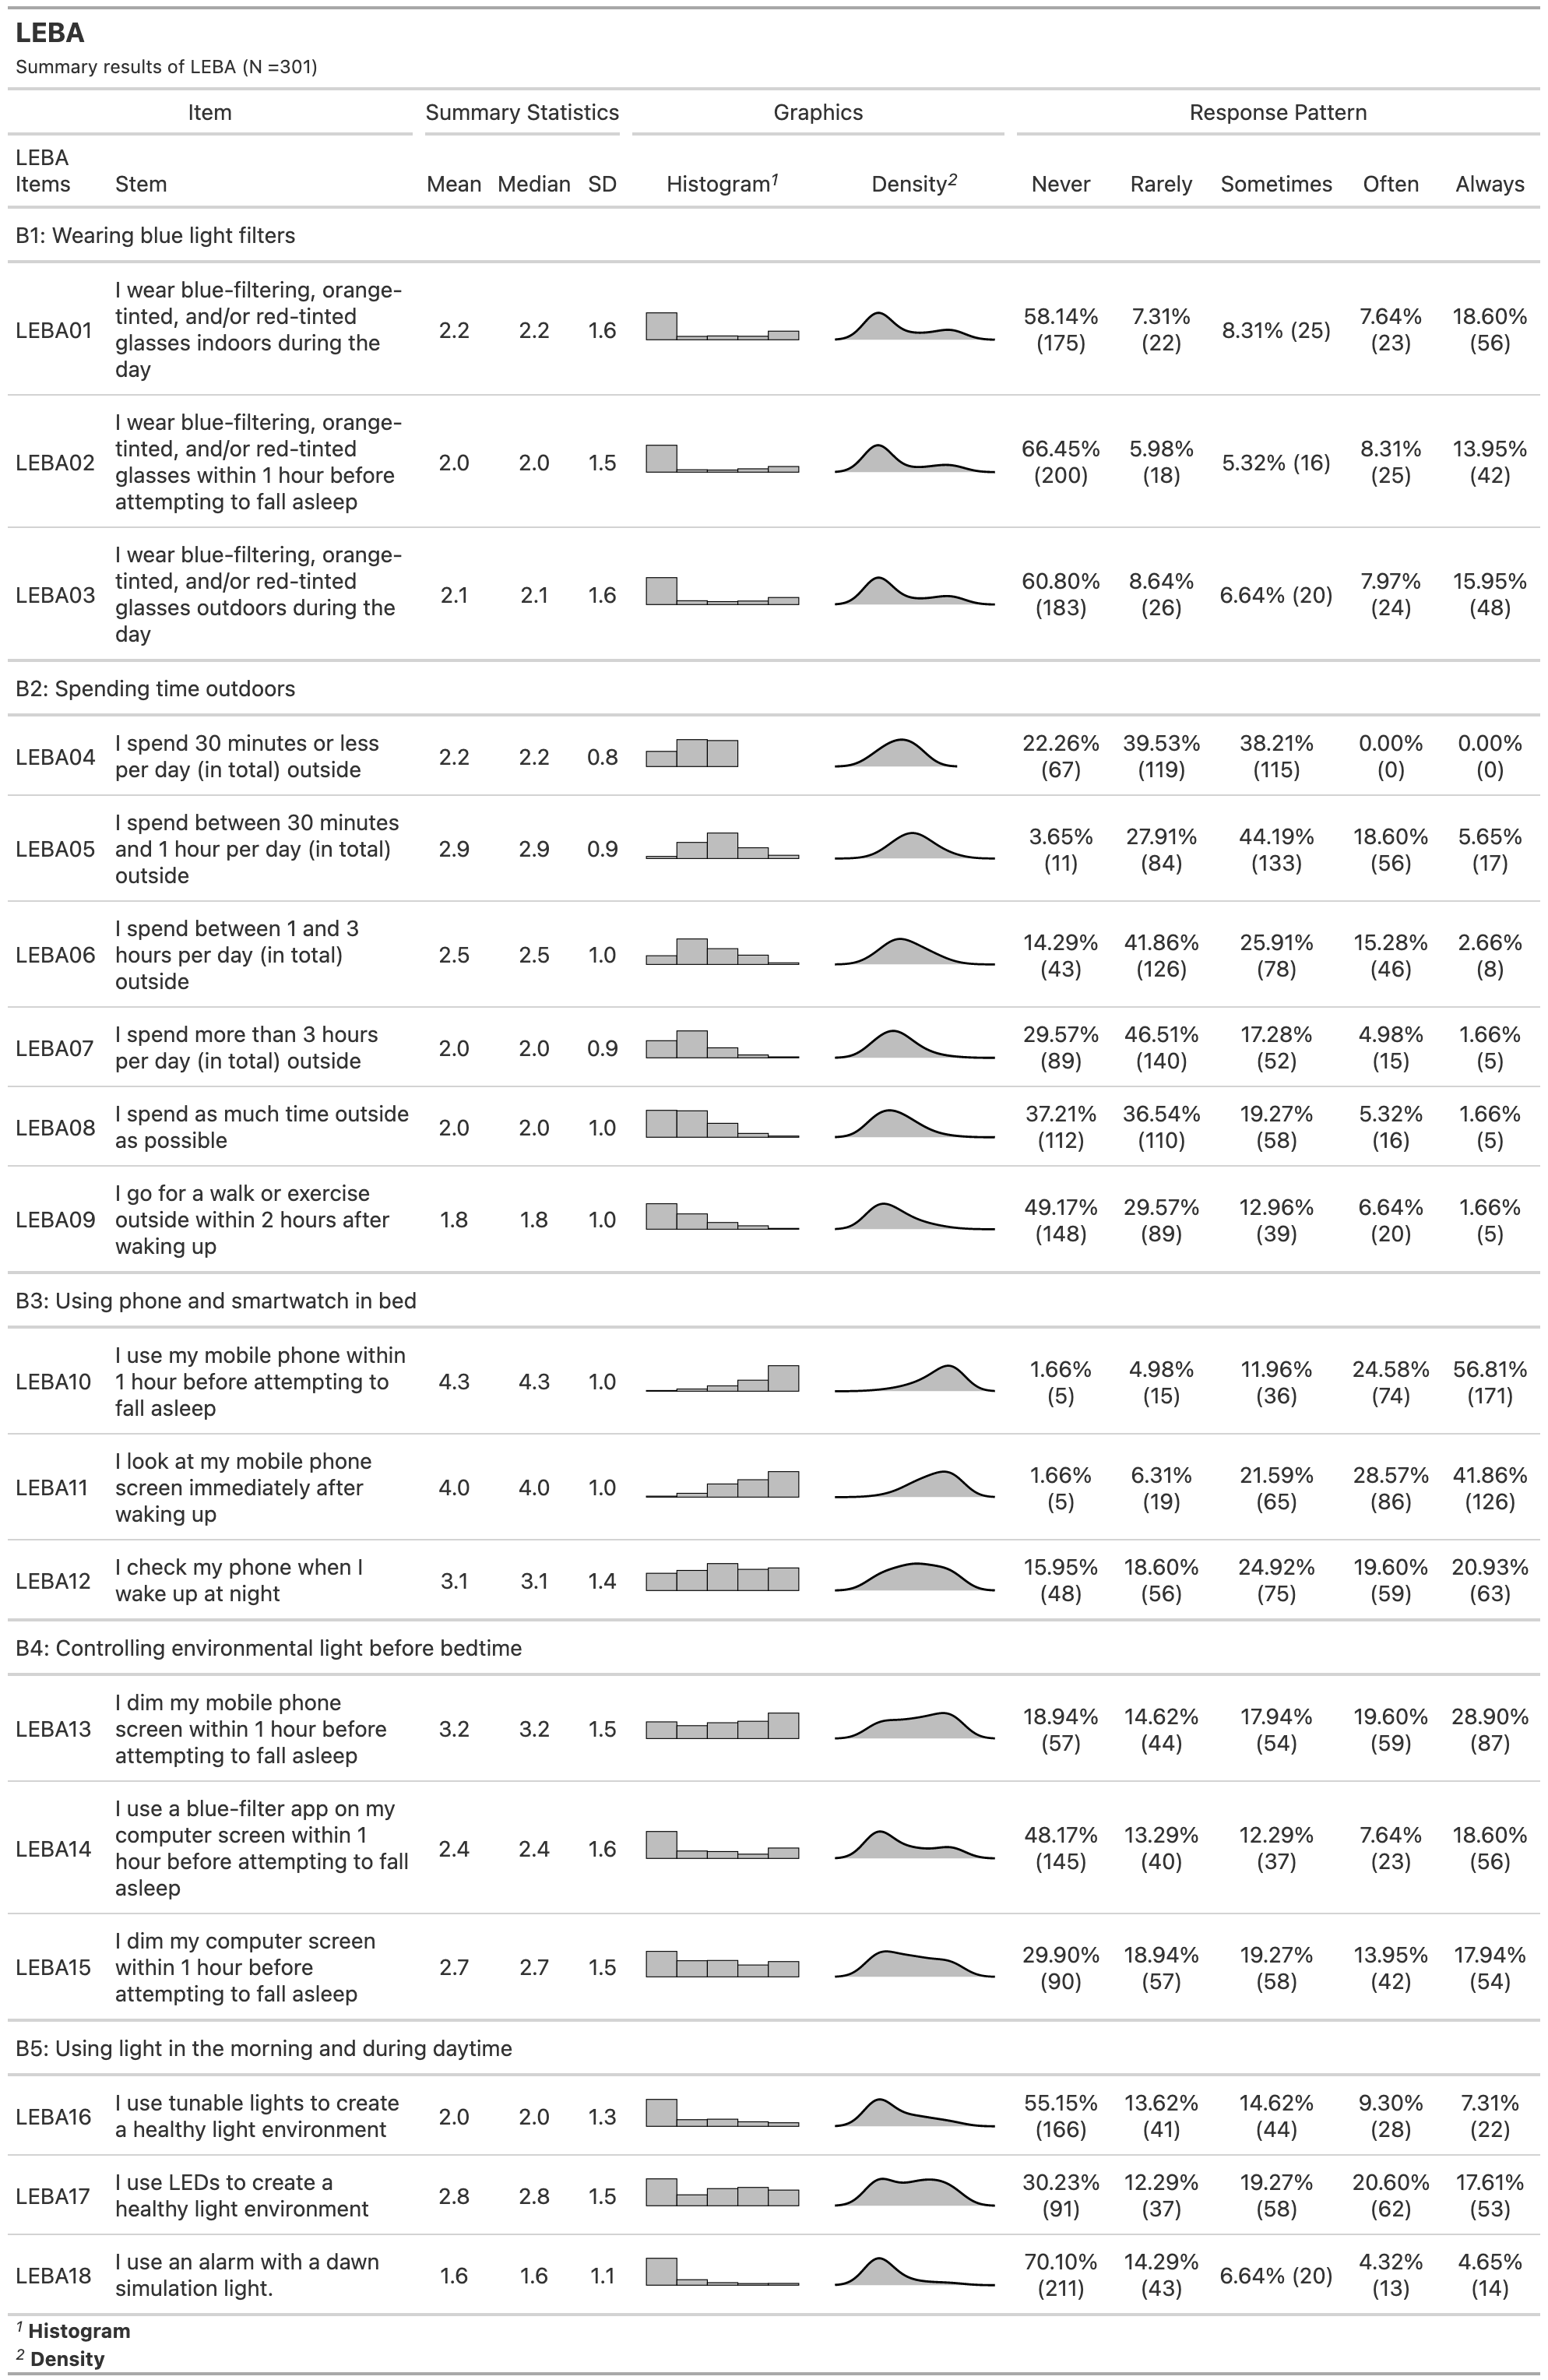 LEBA
Summary results of LEBA (N =301)
Item Summary Statistics Graphics Response Pattern
LEBA
Items Stem Mean Median SD Histogram1 Density2 Never Rarely Sometimes Often Always
B1: Wearing blue light filters
I wear blue-filtering, orange-
tinted, and/or red-tinted
glasses indoors during the
day
LEBA01 2.2 2.2 1.6 58.14% (175) 7.31% (22) 8.31% (25) 7.64% (23) 18.60% (56)
I wear blue-filtering, orange-
tinted, and/or red-tinted
glasses within 1 hour before
attempting to fall asleep
LEBA02 2.0 2.0 1.5 66.45% (200) 5.98% (18) 5.32% (16) 8.31% (25) 13.95% (42)
I wear blue-filtering, orange-
tinted, and/or red-tinted
glasses outdoors during the
day
LEBA03 2.1 2.1 1.6 60.80% (183) 8.64% (26) 6.64% (20) 7.97% (24) 15.95% (48)
B2: Spending time outdoors
I spend 30 minutes or less
per day (in total) outside
LEBA04 2.2 2.2 0.8 22.26% (67) 39.53% (119) 38.21% (115) 0.00% (0) 0.00% (0)
I spend between 30 minutes
and 1 hour per day (in total)
outside
LEBA05 2.9 2.9 0.9 3.65% (11) 27.91% (84) 44.19% (133) 18.60% (56) 5.65% (17)
I spend between 1 and 3
hours per day (in total)
outside
LEBA06 2.5 2.5 1.0 14.29% (43) 41.86% (126) 25.91% (78) 15.28% (46) 2.66% (8)
I spend more than 3 hours
per day (in total) outside
LEBA07 2.0 2.0 0.9 29.57% (89) 46.51% (140) 17.28% (52) 4.98% (15) 1.66% (5)
I spend as much time outside
as possible
LEBA08 2.0 2.0 1.0 37.21% (112) 36.54% (110) 19.27% (58) 5.32% (16) 1.66% (5)
I go for a walk or exercise
outside within 2 hours after
waking up
LEBA09 1.8 1.8 1.0 49.17% (148) 29.57% (89) 12.96% (39) 6.64% (20) 1.66% (5)
B3: Using phone and smartwatch in bed
I use my mobile phone within
1 hour before attempting to
fall asleep
LEBA10 4.3 4.3 1.0 1.66% (5) 4.98% (15) 11.96% (36) 24.58% (74) 56.81% (171)
I look at my mobile phone
screen immediately after
waking up
LEBA11 4.0 4.0 1.0 1.66% (5) 6.31% (19) 21.59% (65) 28.57% (86) 41.86% (126)
I check my phone when I
wake up at night
LEBA12 3.1 3.1 1.4 15.95% (48) 18.60% (56) 24.92% (75) 19.60% (59) 20.93% (63)
B4: Controlling environmental light before bedtime
I dim my mobile phone
screen within 1 hour before
attempting to fall asleep
LEBA13 3.2 3.2 1.5 18.94% (57) 14.62% (44) 17.94% (54) 19.60% (59) 28.90% (87)
I use a blue-filter app on my
computer screen within 1
hour before attempting to fall
asleep
LEBA14 2.4 2.4 1.6 48.17% (145) 13.29% (40) 12.29% (37) 7.64% (23) 18.60% (56)
I dim my computer screen
within 1 hour before
attempting to fall asleep
LEBA15 2.7 2.7 1.5 29.90% (90) 18.94% (57) 19.27% (58) 13.95% (42) 17.94% (54)
B5: Using light in the morning and during daytime
I use tunable lights to create
a healthy light environment
LEBA16 2.0 2.0 1.3 55.15% (166) 13.62% (41) 14.62% (44) 9.30% (28) 7.31% (22)
I use LEDs to create a
healthy light environment
LEBA17 2.8 2.8 1.5 30.23% (91) 12.29% (37) 19.27% (58) 20.60% (62) 17.61% (53)
I use an alarm with a dawn
simulation light.
LEBA18 1.6 1.6 1.1 70.10% (211) 14.29% (43) 6.64% (20) 4.32% (13) 4.65% (14)
1 Histogram
2 Density